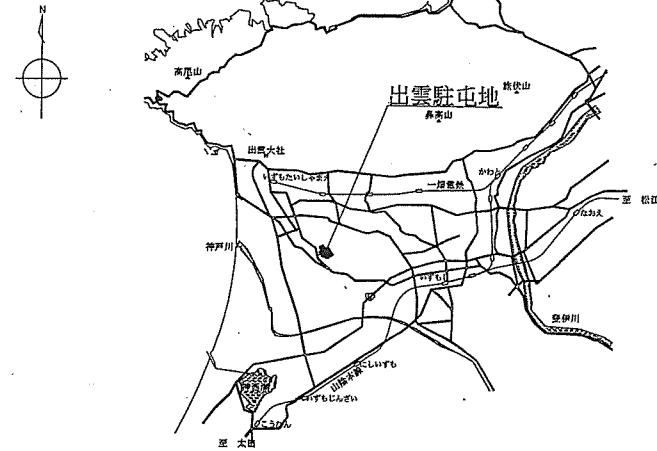 N
高尾山
旅伏山
出雲駐屯地
鼻高山
出雲大社
いずもたいしゃまえ
かわと
一畑電鉄
至 松江
なおえ
神戸川
いずも
斐伊川
にしいずも
神西湖
山陰本線
いずもじんざい
こうなん
至 太田